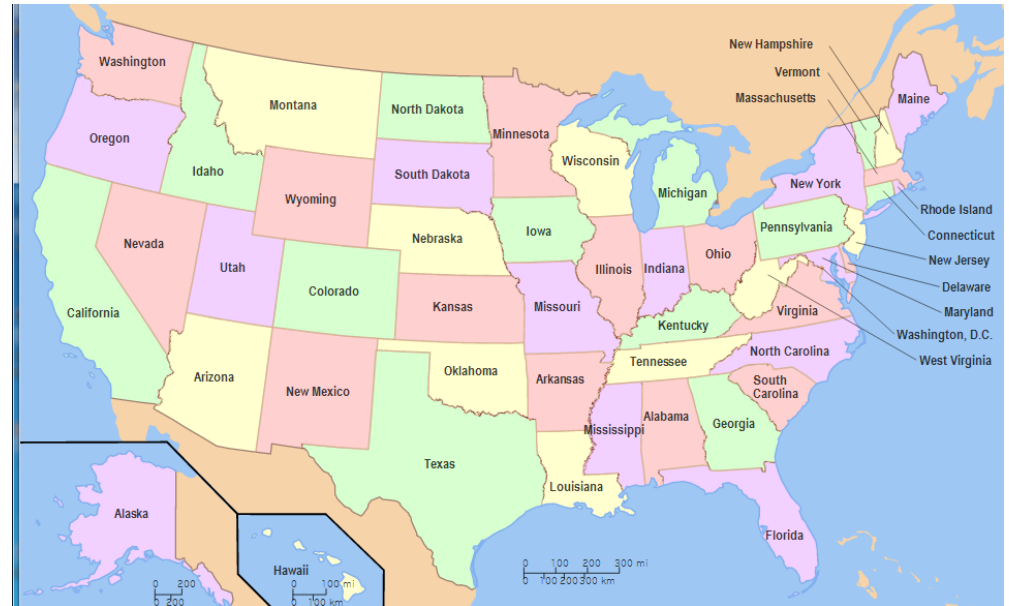 New Hampshire
Vermont
Massachusetts
Washington
Montana
North Dakota
Minnesota
Maine
Oregon
Idaho
Wyoming
South Dakota
Wisconsin
Michigan
New York
Rhode Island
Connecticut
Nevada
Utah
Colorado
Nebraska
Iowa
Pennsylvania
New Jersey
California
Kansas
Missouri
Illinois
Indiana
Ohio
Delaware
Maryland
Virginia
Kentucky
Washington, D.C.
West Virginia
Arizona
New Mexico
Oklahoma
Arkansas
Tennessee
North Carolina
South
Carolina
Texas
Mississippi
Alabama
Georgia
Louisiana
Florida
Alaska
Hawaii
0 200
0 200
0 100 mi
0 100 km
0 100 200 300 mi
0 100 200 300 km